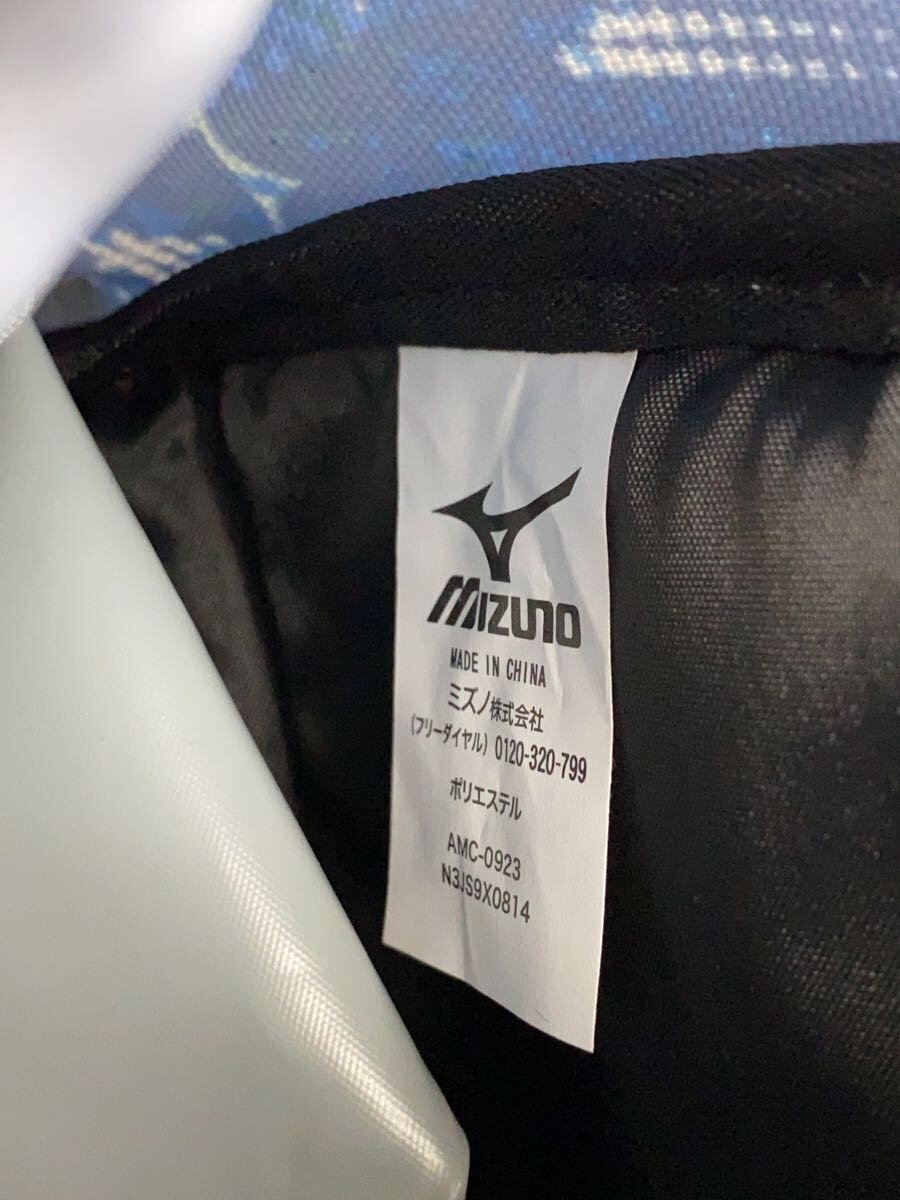 MIZUNO
MADE IN CHINA
ミズノ株式会社
(フリーダイヤル) 0120-320-799
ポリエステル
AMC-0923
N3JS9X0814